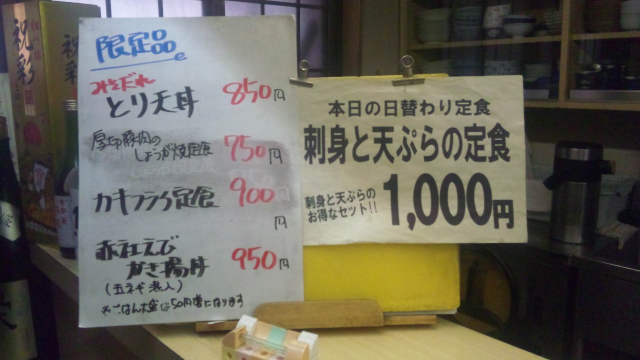 限定品
みそだれ
とり天丼 850円
厚切豚肉の
しょうが焼定食 750円
カキフライ定食 900円
赤社えび
かき揚丼 950円
※ごはん大盛は50円増になります
本日の日替わり定食
刺身と天ぷらの定食
刺身と天ぷらの
お得なセット!! 1,000円
祝彩